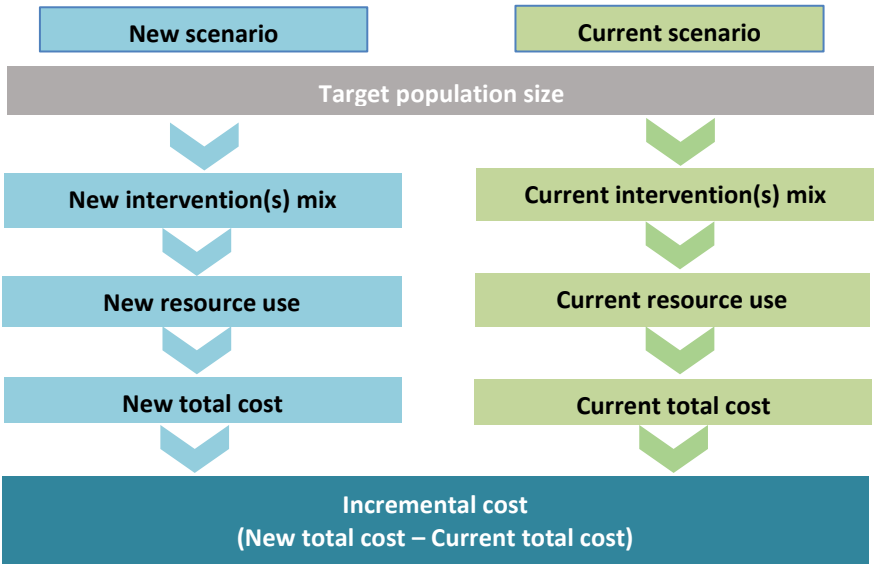 New scenario
Current scenario
Target population size
New intervention(s) mix
Current intervention(s) mix
New resource use
Current resource use
New total cost
Current total cost
Incremental cost
(New total cost – Current total cost)